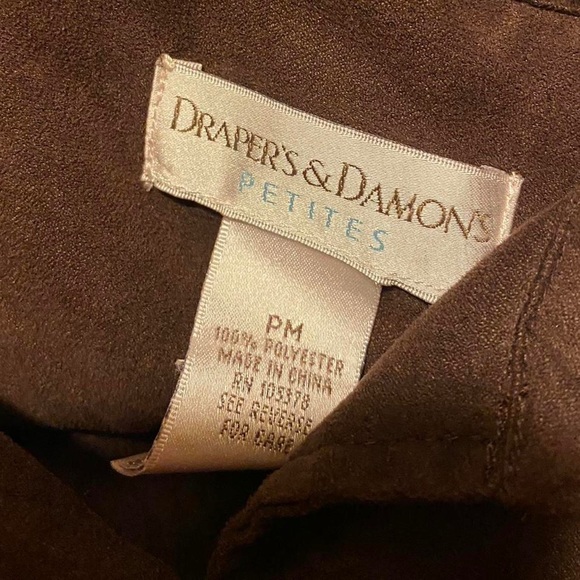 DRAPER'S & DAMON'S
PETITES
PM
100% POLYESTER
MADE IN CHINA
RN 105378
SEE REVERSE
FOR CARE